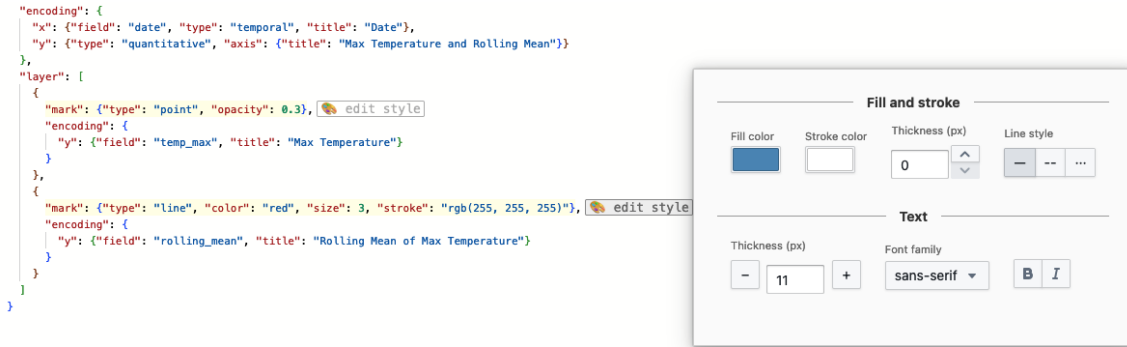 "encoding": {
"x": {"field": "date", "type": "temporal", "title": "Date"},
"y": {"type": "quantitative", "axis": {"title": "Max Temperature and Rolling Mean"}}
},
"layer": [
{
"mark": {"type": "point", "opacity": 0.3}, edit style
"encoding": {
"y": {"field": "temp_max", "title": "Max Temperature"}
}
},
{
"mark": {"type": "line", "color": "red", "size": 3, "stroke": "rgb(255, 255, 255)"}, edit style
"encoding": {
"y": {"field": "rolling_mean", "title": "Rolling Mean of Max Temperature"}
}
}
]
}
Fill and stroke
Fill color Stroke color Thickness (px) Line style
0 — -- ...
Text
Thickness (px) Font family
- 11 + sans-serif B I